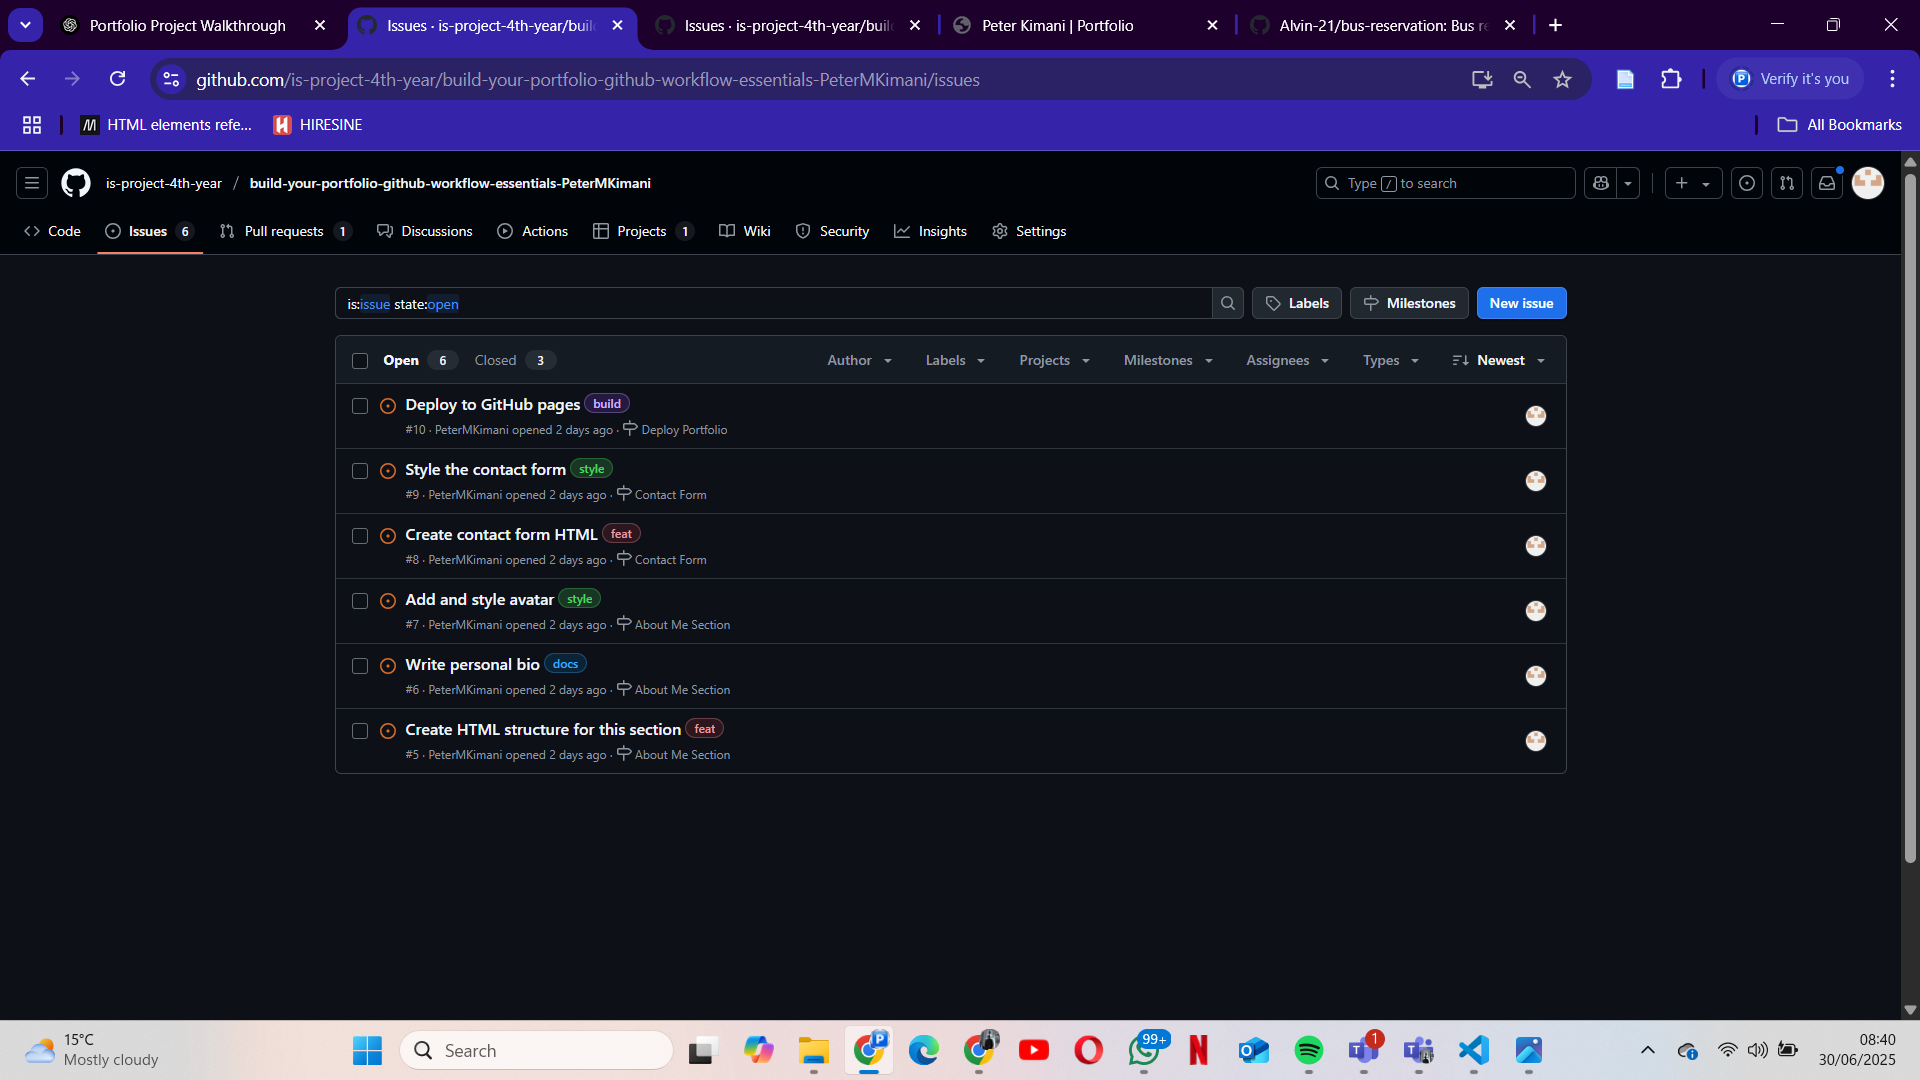 Portfolio Project Walkthrough
Issues · is-project-4th-year/buil
Issues · is-project-4th-year/buil
Peter Kimani | Portfolio
Alvin-21/bus-reservation: Bus re
github.com/is-project-4th-year/build-your-portfolio-github-workflow-essentials-PeterMKimani/issues
P Verify it's you
HTML elements refe...
HIRESINE
All Bookmarks
is-project-4th-year / build-your-portfolio-github-workflow-essentials-PeterMKimani
Type / to search
Code
Issues 6
Pull requests 1
Discussions
Actions
Projects 1
Wiki
Security
Insights
Settings
is:issue state:open
Labels
Milestones
New issue
Open 6
Closed 3
Author
Labels
Projects
Milestones
Assignees
Types
Newest
Deploy to GitHub pages build
#10 · PeterMKimani opened 2 days ago · Deploy Portfolio
Style the contact form style
#9 · PeterMKimani opened 2 days ago · Contact Form
Create contact form HTML feat
#8 · PeterMKimani opened 2 days ago · Contact Form
Add and style avatar style
#7 · PeterMKimani opened 2 days ago · About Me Section
Write personal bio docs
#6 · PeterMKimani opened 2 days ago · About Me Section
Create HTML structure for this section feat
#5 · PeterMKimani opened 2 days ago · About Me Section
15°C
Mostly cloudy
Search
P
99+
1
08:40
30/06/2025